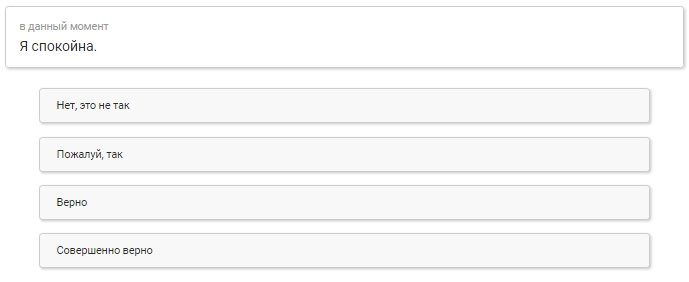 в данный момент
Я спокойна.
Нет, это не так
Пожалуй, так
Верно
Совершенно верно